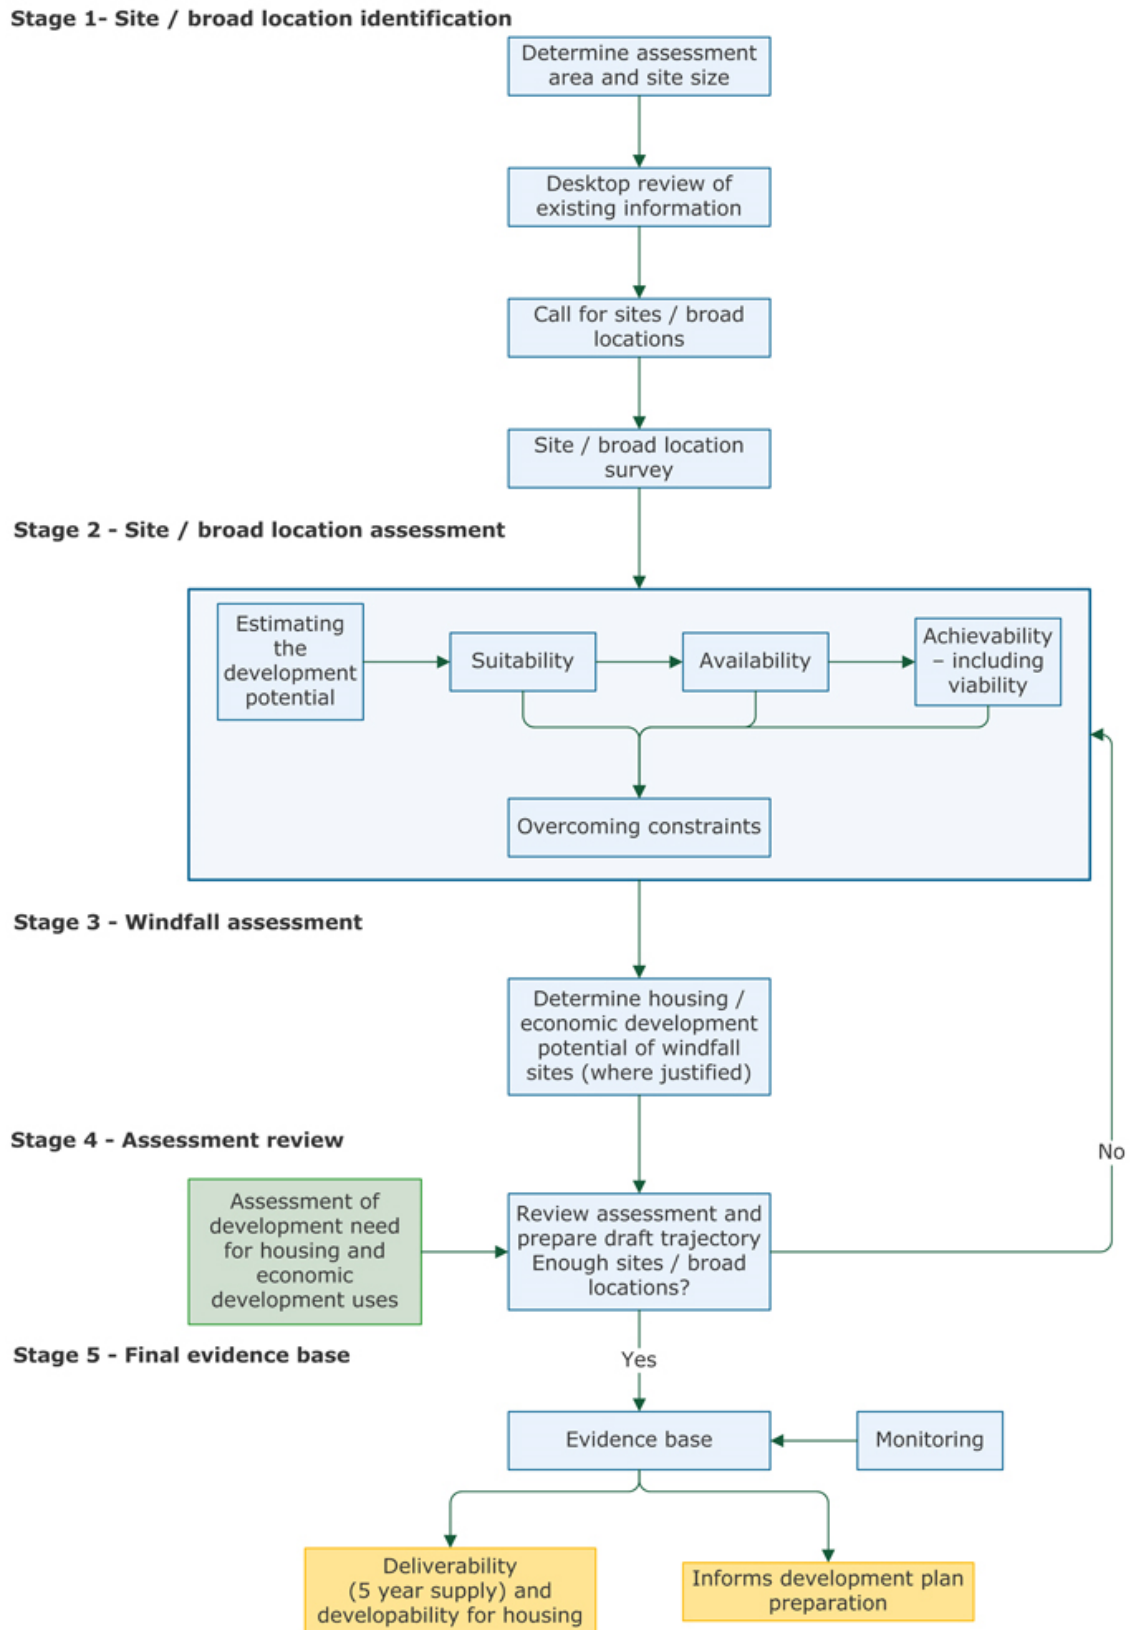 Stage 1- Site / broad location identification
Determine assessment
area and site size
Desktop review of
existing information
Call for sites / broad
locations
Site / broad location
survey
Stage 2 - Site / broad location assessment
Estimating
the
development
potential
Suitability
Availability
Achievability
– including
viability
Overcoming constraints
Stage 3 - Windfall assessment
Determine housing /
economic development
potential of windfall
sites (where justified)
Stage 4 - Assessment review
No
Assessment of
development need
for housing and
economic
development uses
Review assessment and
prepare draft trajectory
Enough sites / broad
locations?
Stage 5 - Final evidence base
Yes
Evidence base
Monitoring
Deliverability
(5 year supply) and
developability for housing
Informs development plan
preparation